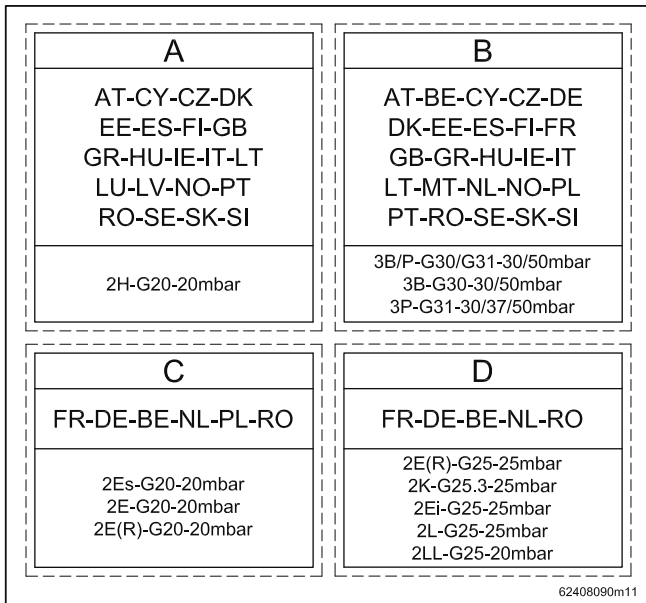 A
AT-CY-CZ-DK
EE-ES-FI-GB
GR-HU-IE-IT-LT
LU-LV-NO-PT
RO-SE-SK-SI
2H-G20-20mbar
B
AT-BE-CY-CZ-DE
DK-EE-ES-FI-FR
GB-GR-HU-IE-IT
LT-MT-NL-NO-PL
PT-RO-SE-SK-SI
3B/P-G30/G31-30/50mbar
3B-G30-30/50mbar
3P-G31-30/37/50mbar
C
FR-DE-BE-NL-PL-RO
2Es-G20-20mbar
2E-G20-20mbar
2E(R)-G20-20mbar
D
FR-DE-BE-NL-RO
2E(R)-G25-25mbar
2K-G25.3-25mbar
2Ei-G25-25mbar
2L-G25-25mbar
2LL-G25-20mbar
62408090m11